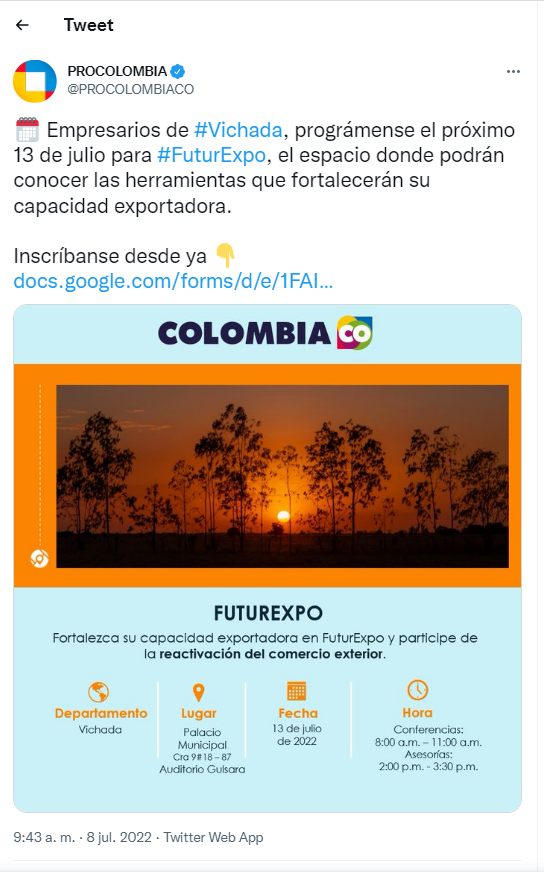 Tweet
PROCOLOMBIA
@PROCOLOMBIACO
Empresarios de #Vichada, prográmense el próximo
13 de julio para #FuturExpo, el espacio donde podrán
conocer las herramientas que fortalecerán su
capacidad exportadora.
Inscríbanse desde ya
docs.google.com/forms/d/e/1FAI...
COLOMBIA CO
FUTUREXPO
Fortalezca su capacidad exportadora en FuturExpo y participe de
la reactivación del comercio exterior.
Departamento
Vichada
Lugar
Palacio
Municipal
Cra 9#18 – 87
Auditorio Gulsara
Fecha
13 de julio
de 2022
Hora
Conferencias:
8:00 a.m. – 11:00 a.m.
Asesorías:
2:00 p.m. - 3:30 p.m.
9:43 a. m. · 8 jul. 2022 · Twitter Web App